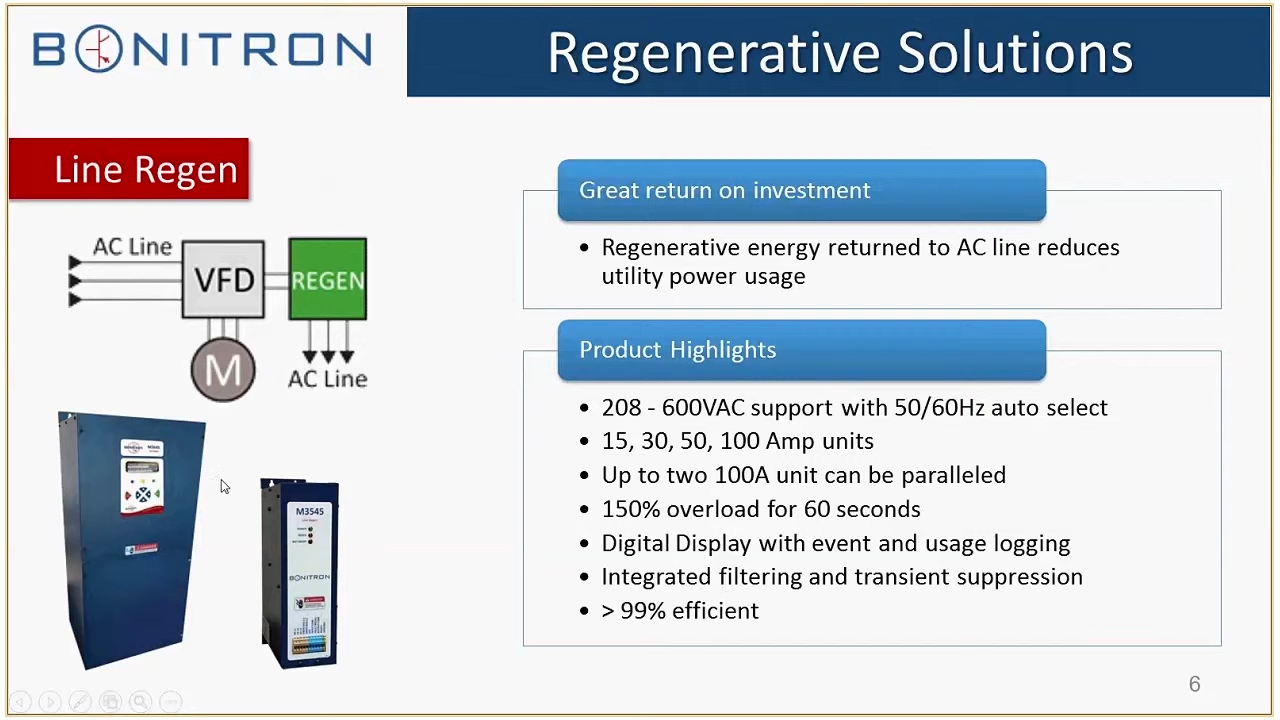 BONITRON
Regenerative Solutions
Line Regen
AC Line
VFD
REGEN
M
AC Line
M3545
M3545
BONITRON
Great return on investment
• Regenerative energy returned to AC line reduces
utility power usage
Product Highlights
• 208 - 600VAC support with 50/60Hz auto select
• 15, 30, 50, 100 Amp units
• Up to two 100A unit can be paralleled
• 150% overload for 60 seconds
• Digital Display with event and usage logging
• Integrated filtering and transient suppression
• > 99% efficient
6